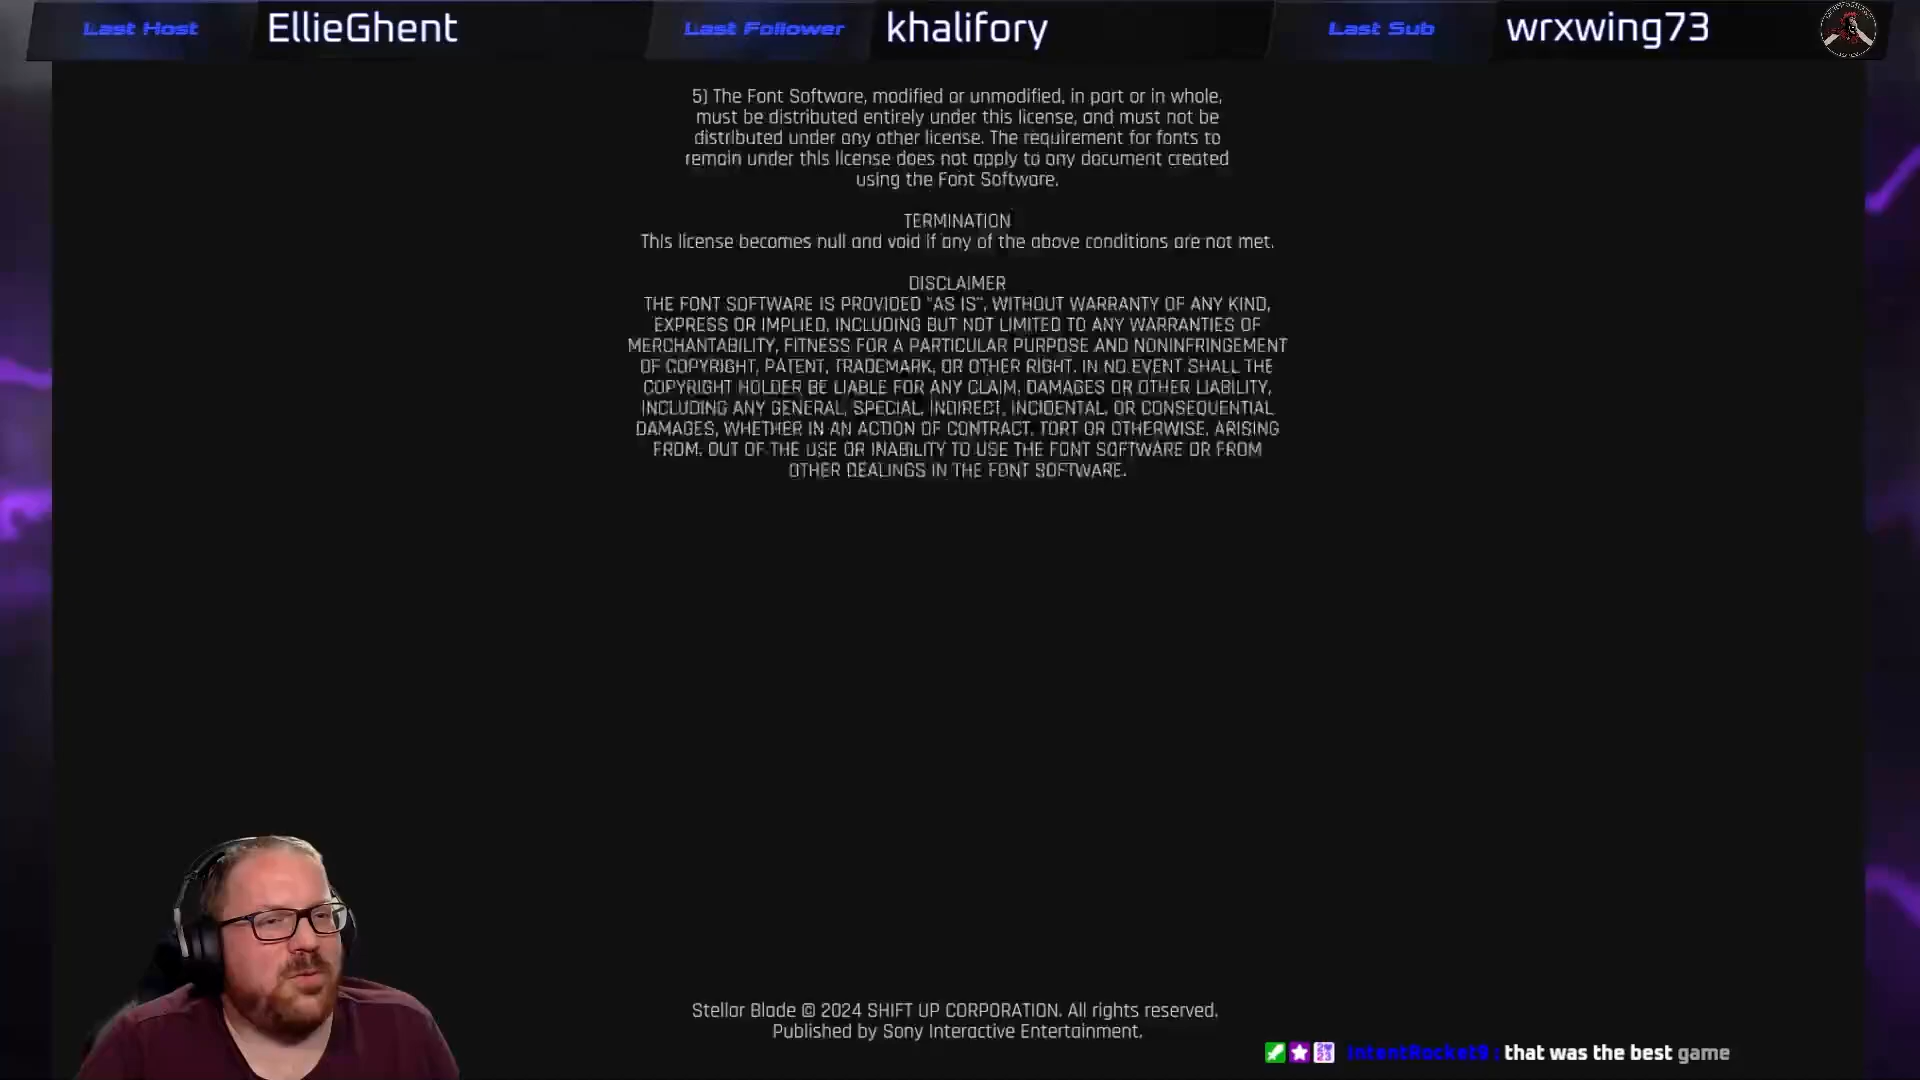 Last Host EllieGhent Last Follower khalifory Last Sub wrxwing73
5) The Font Software, modified or unmodified, in part or in whole,
must be distributed entirely under this license, and must not be
distributed under any other license. The requirement for fonts to
remain under this license does not apply to any document created
using the Font Software.
TERMINATION
This license becomes null and void if any of the above conditions are not met.
DISCLAIMER
THE FONT SOFTWARE IS PROVIDED "AS IS", WITHOUT WARRANTY OF ANY KIND,
EXPRESS OR IMPLIED, INCLUDING BUT NOT LIMITED TO ANY WARRANTIES OF
MERCHANTABILITY, FITNESS FOR A PARTICULAR PURPOSE AND NONINFRINGEMENT
OF COPYRIGHT, PATENT, TRADEMARK, OR OTHER RIGHT. IN NO EVENT SHALL THE
COPYRIGHT HOLDER BE LIABLE FOR ANY CLAIM, DAMAGES OR OTHER LIABILITY,
INCLUDING ANY GENERAL, SPECIAL, INDIRECT, INCIDENTAL, OR CONSEQUENTIAL
DAMAGES, WHETHER IN AN ACTION OF CONTRACT, TORT OR OTHERWISE, ARISING
FROM, OUT OF THE USE OR INABILITY TO USE THE FONT SOFTWARE OR FROM
OTHER DEALINGS IN THE FONT SOFTWARE.
Stellar Blade © 2024 SHIFT UP CORPORATION. All rights reserved.
Published by Sony Interactive Entertainment.
IntentRocket9 : that was the best game